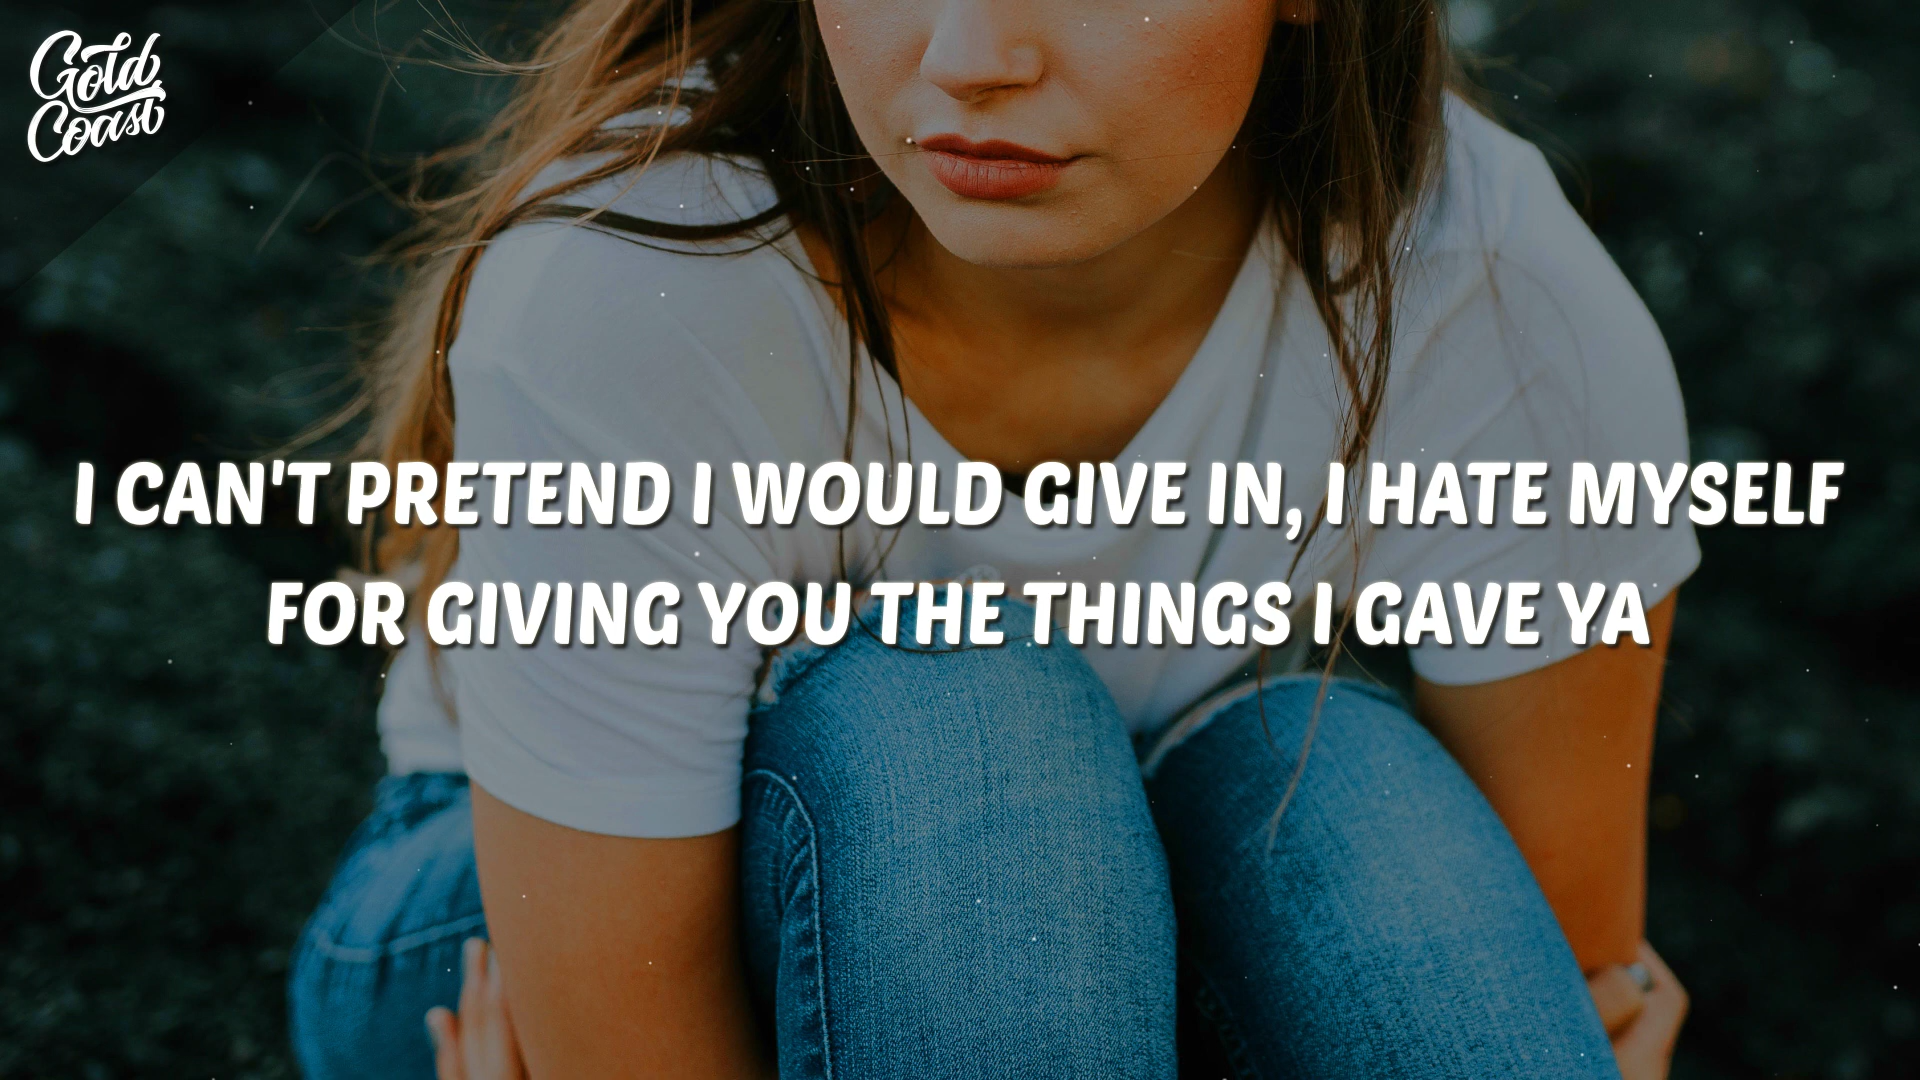 Gold
Coast
I CAN'T PRETEND I WOULD GIVE IN, I HATE MYSELF
FOR GIVING YOU THE THINGS I GAVE YA